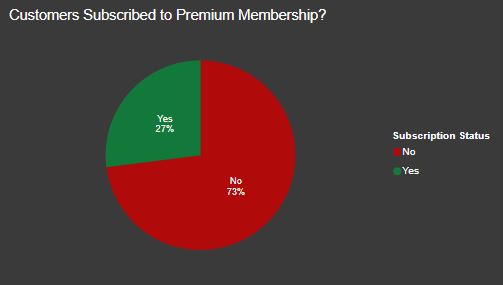 Customers Subscribed to Premium Membership?
Yes
27%
No
73%
Subscription Status
No
Yes